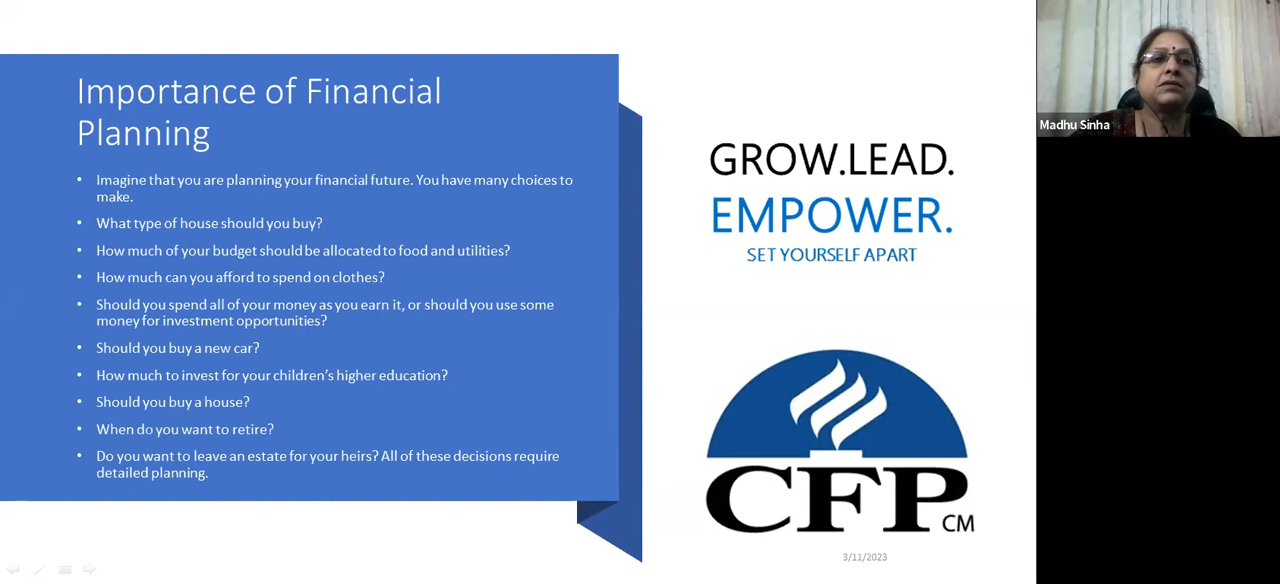 Importance of Financial
Planning
• Imagine that you are planning your financial future. You have many choices to
make.
• What type of house should you buy?
• How much of your budget should be allocated to food and utilities?
• How much can you afford to spend on clothes?
• Should you spend all of your money as you earn it, or should you use some
money for investment opportunities?
• Should you buy a new car?
• How much to invest for your children's higher education?
• Should you buy a house?
• When do you want to retire?
• Do you want to leave an estate for your heirs? All of these decisions require
detailed planning.
GROW.LEAD.
EMPOWER.
SET YOURSELF APART
CFP CM
3/11/2023
Madhu Sinha